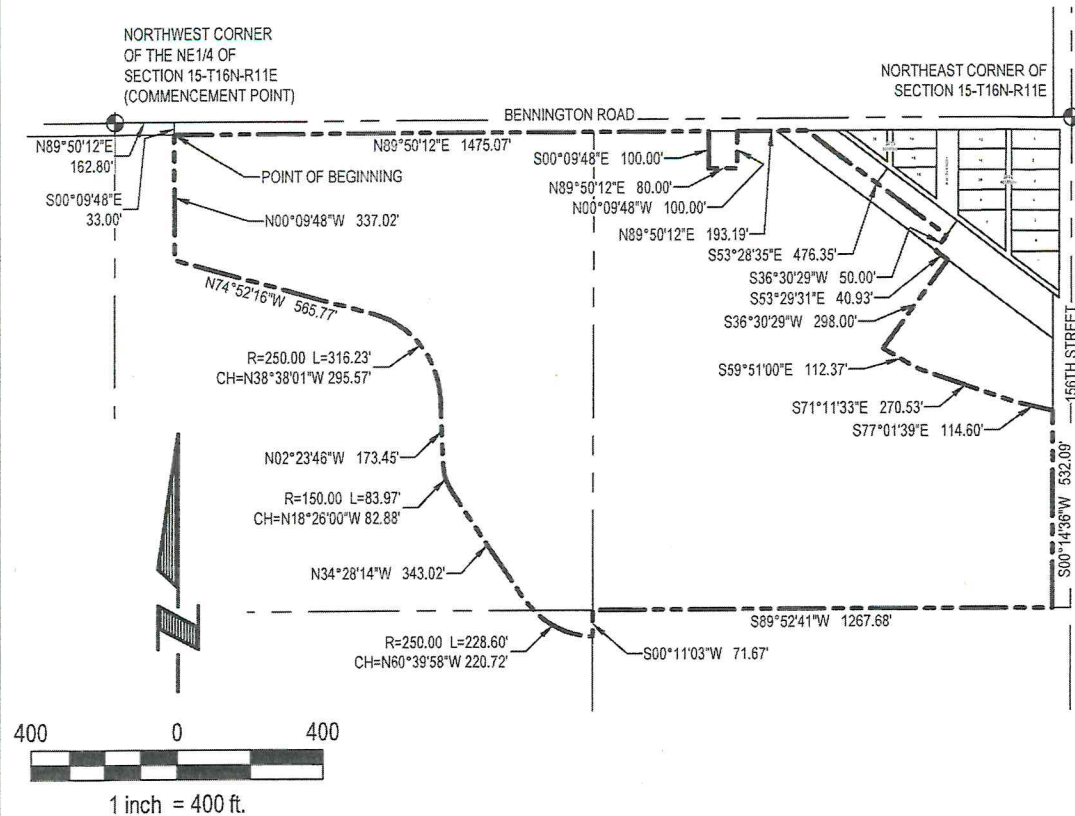 NORTHWEST CORNER
OF THE NE1/4 OF
SECTION 15-T16N-R11E
(COMMENCEMENT POINT)
NORTHEAST CORNER OF
SECTION 15-T16N-R11E
BENNINGTON ROAD
N89°50'12"E
162.80'
N89°50'12"E 1475.07'
S00°09'48"E 100.00'
POINT OF BEGINNING
N89°50'12"E 80.00'
S00°09'48"E
33.00'
N00°09'48"W 100.00'
N00°09'48"W 337.02'
N89°50'12"E 193.19'
S53°28'35"E 476.35'
S36°30'29"W 50.00'
S53°29'31"E 40.93'
N74°52'16"W 565.77'
S36°30'29"W 298.00'
156TH STREET
R=250.00 L=316.23'
CH=N38°38'01"W 295.57'
S59°51'00"E 112.37'
S71°11'33"E 270.53'
S77°01'39"E 114.60'
N02°23'46"W 173.45'
S00°14'36"W 532.09'
R=150.00 L=83.97'
CH=N18°26'00"W 82.88'
N34°28'14"W 343.02'
S89°52'41"W 1267.68'
R=250.00 L=228.60'
CH=N60°39'58"W 220.72'
S00°11'03"W 71.67'
N
400 0 400
1 inch = 400 ft.